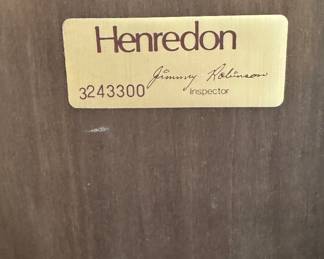 Henredon
Jimmy Robinson
3243300 Inspector